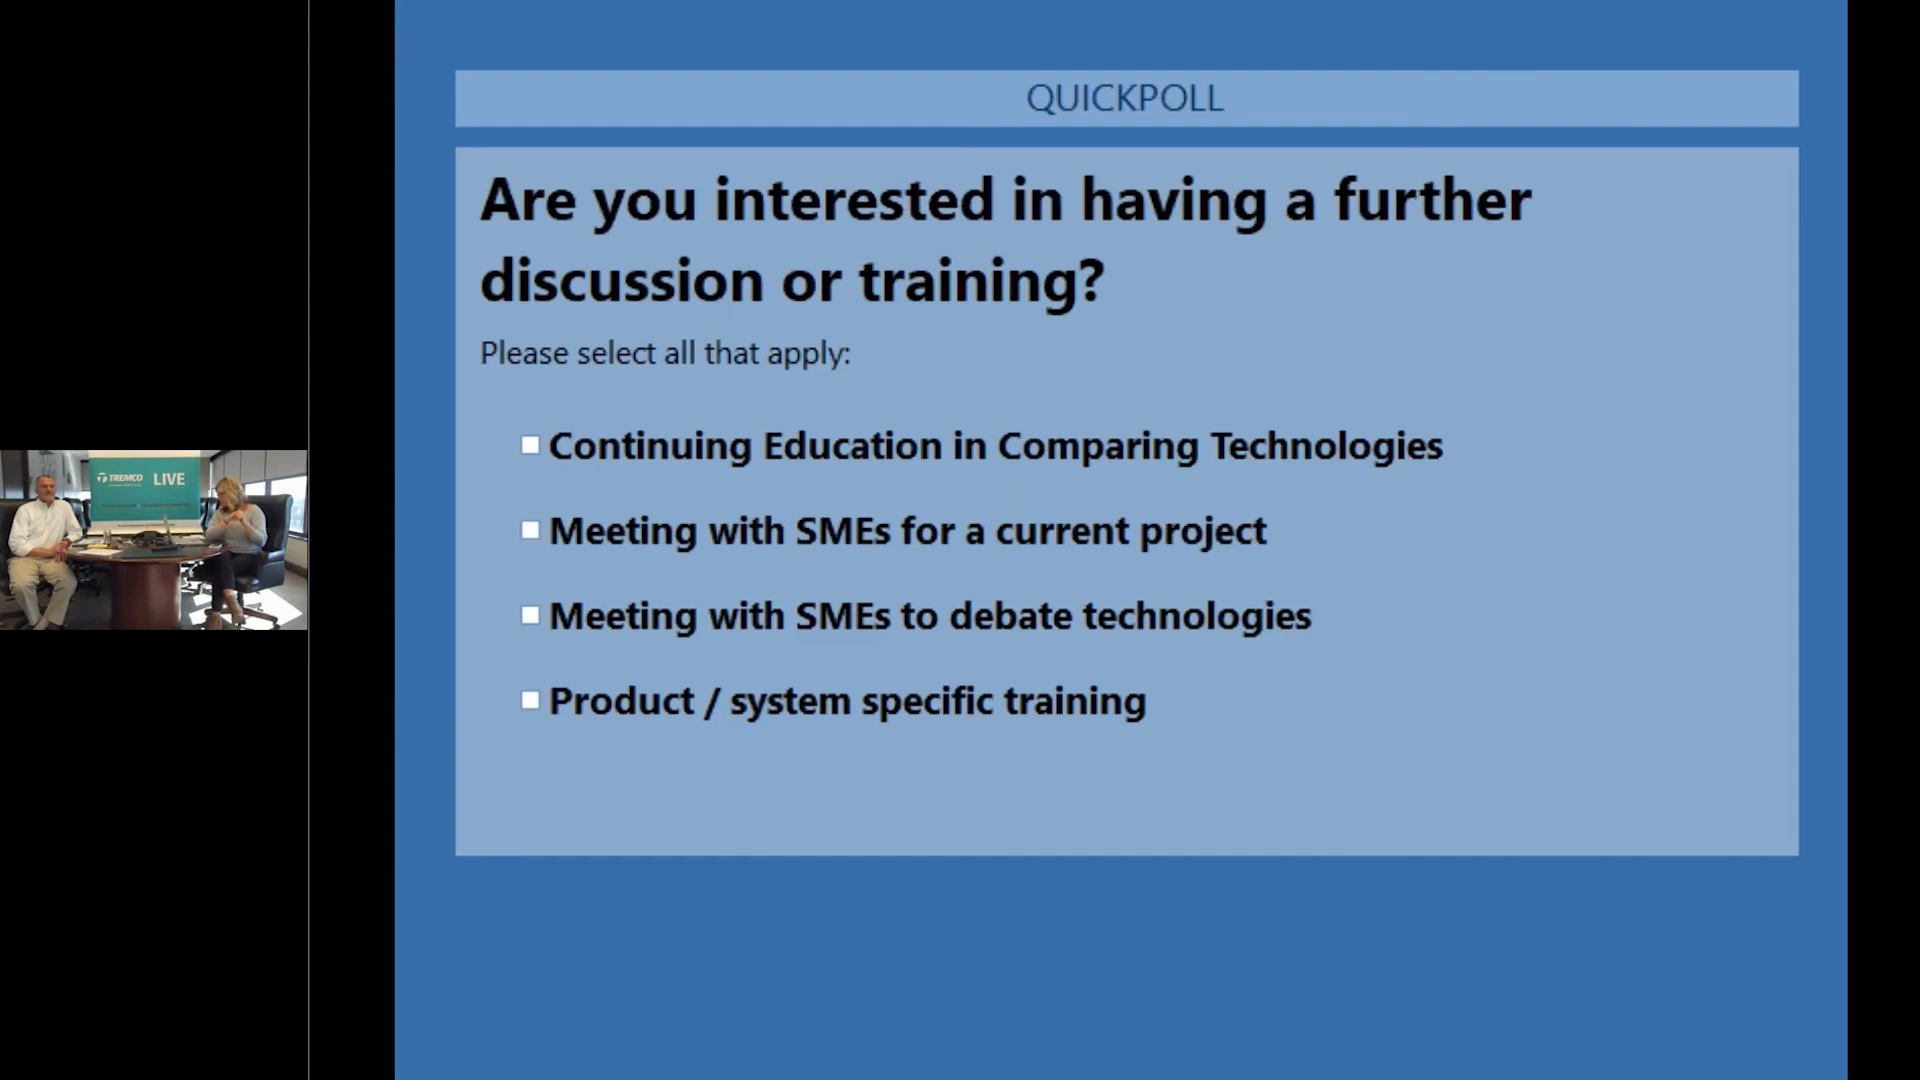 QUICKPOLL
Are you interested in having a further
discussion or training?
Please select all that apply:
Continuing Education in Comparing Technologies
Meeting with SMEs for a current project
Meeting with SMEs to debate technologies
Product / system specific training
TREMCO LIVE